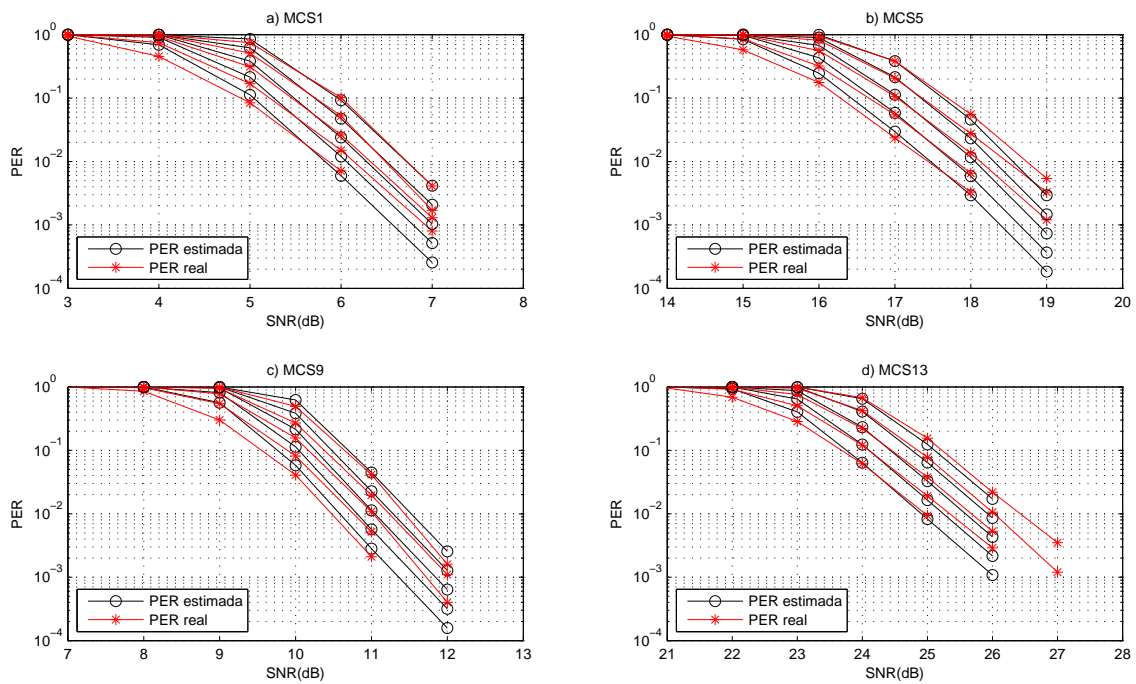 a) MCS1
10^0
10^-1
10^-2
10^-3
10^-4
PER
PER estimada
PER real
3 4 5 6 7 8
SNR(dB)
b) MCS5
10^0
10^-1
10^-2
10^-3
10^-4
PER
PER estimada
PER real
14 15 16 17 18 19 20
SNR(dB)
c) MCS9
10^0
10^-1
10^-2
10^-3
10^-4
PER
PER estimada
PER real
7 8 9 10 11 12 13
SNR(dB)
d) MCS13
10^0
10^-1
10^-2
10^-3
10^-4
PER
PER estimada
PER real
21 22 23 24 25 26 27 28
SNR(dB)